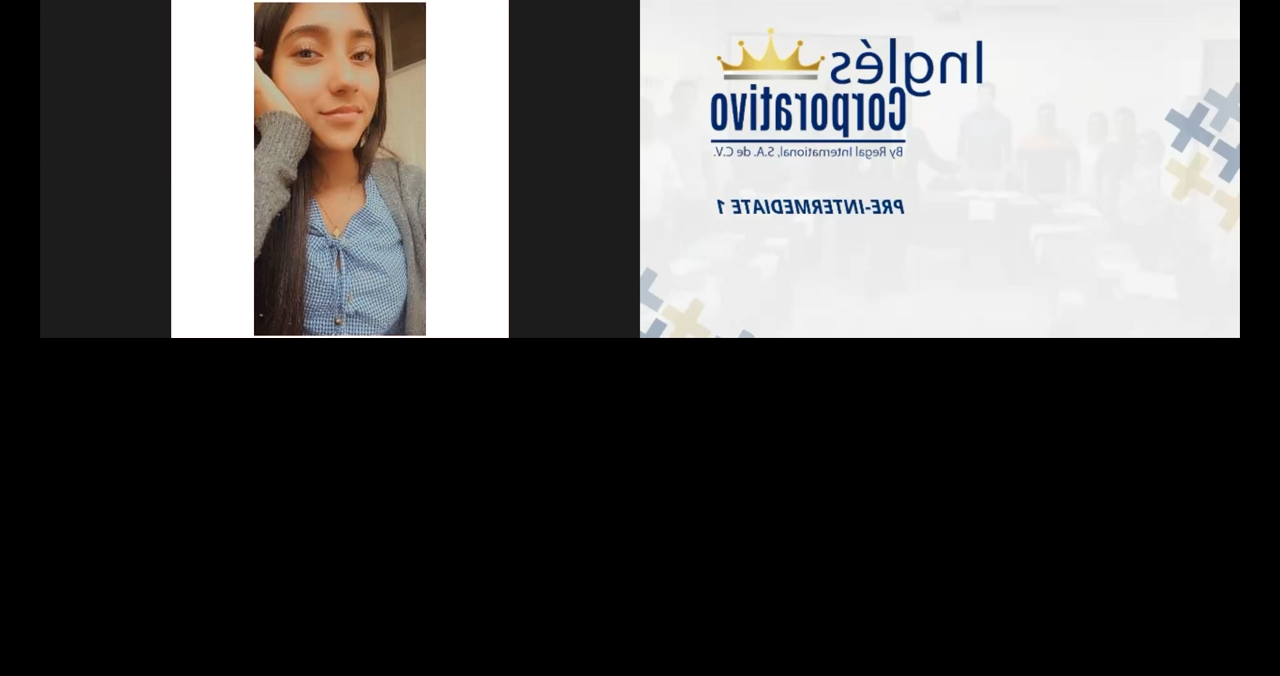 Inglés
Corporativo
By Regal International, S.A. de C.V.
PRE-INTERMEDIATE 1